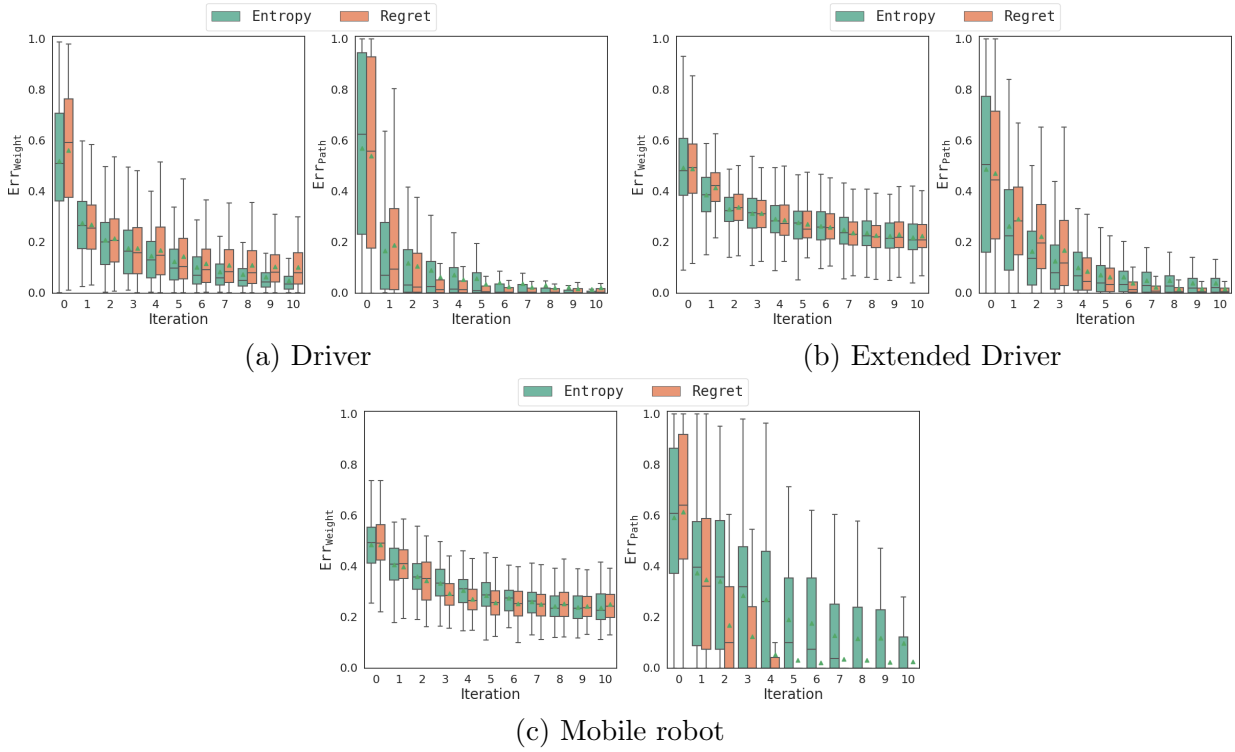 Entropy Regret
Entropy Regret
1.0 1.0 1.0 1.0
0.8 0.8 0.8 0.8
0.6 0.6 0.6 0.6
0.4 0.4 0.4 0.4
0.2 0.2 0.2 0.2
0.0 0.0 0.0 0.0
Err_Weight Err_Path Err_Weight Err_Path
0 1 2 3 4 5 6 7 8 9 10 0 1 2 3 4 5 6 7 8 9 10 0 1 2 3 4 5 6 7 8 9 10 0 1 2 3 4 5 6 7 8 9 10
Iteration Iteration Iteration Iteration
(a) Driver
(b) Extended Driver
Entropy Regret
1.0 1.0
0.8 0.8
0.6 0.6
0.4 0.4
0.2 0.2
0.0 0.0
Err_Weight Err_Path
0 1 2 3 4 5 6 7 8 9 10 0 1 2 3 4 5 6 7 8 9 10
Iteration Iteration
(c) Mobile robot